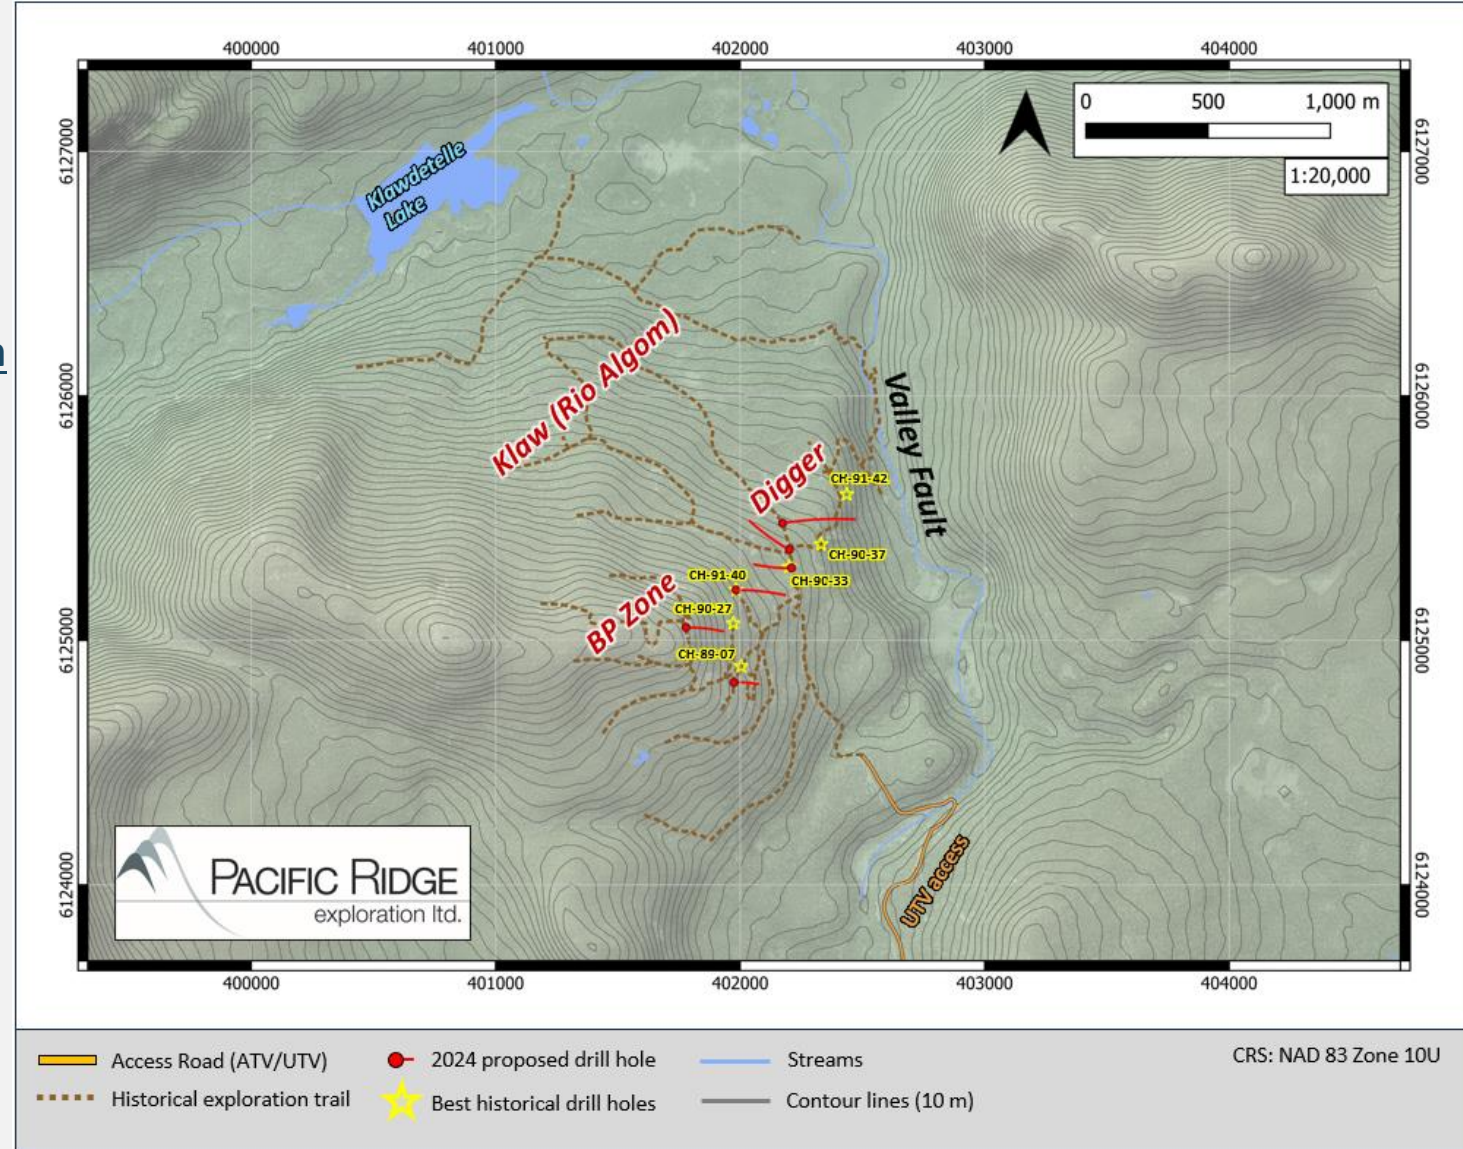 n
400000 401000 402000 403000 404000
0 500 1,000 m
1:20,000
6127000
6127000
Klawdetelle
Lake
Klaw (Rio Algom)
6126000
6126000
Valley Fault
Digger
CH-91-42
CH-90-37
CH-90-33
CH-91-40
BP Zone
CH-90-27
CH-89-07
6125000
6125000
UTV access
6124000
6124000
PACIFIC RIDGE
exploration ltd.
400000 401000 402000 403000 404000
Access Road (ATV/UTV)
2024 proposed drill hole
Streams
CRS: NAD 83 Zone 10U
Historical exploration trail
Best historical drill holes
Contour lines (10 m)